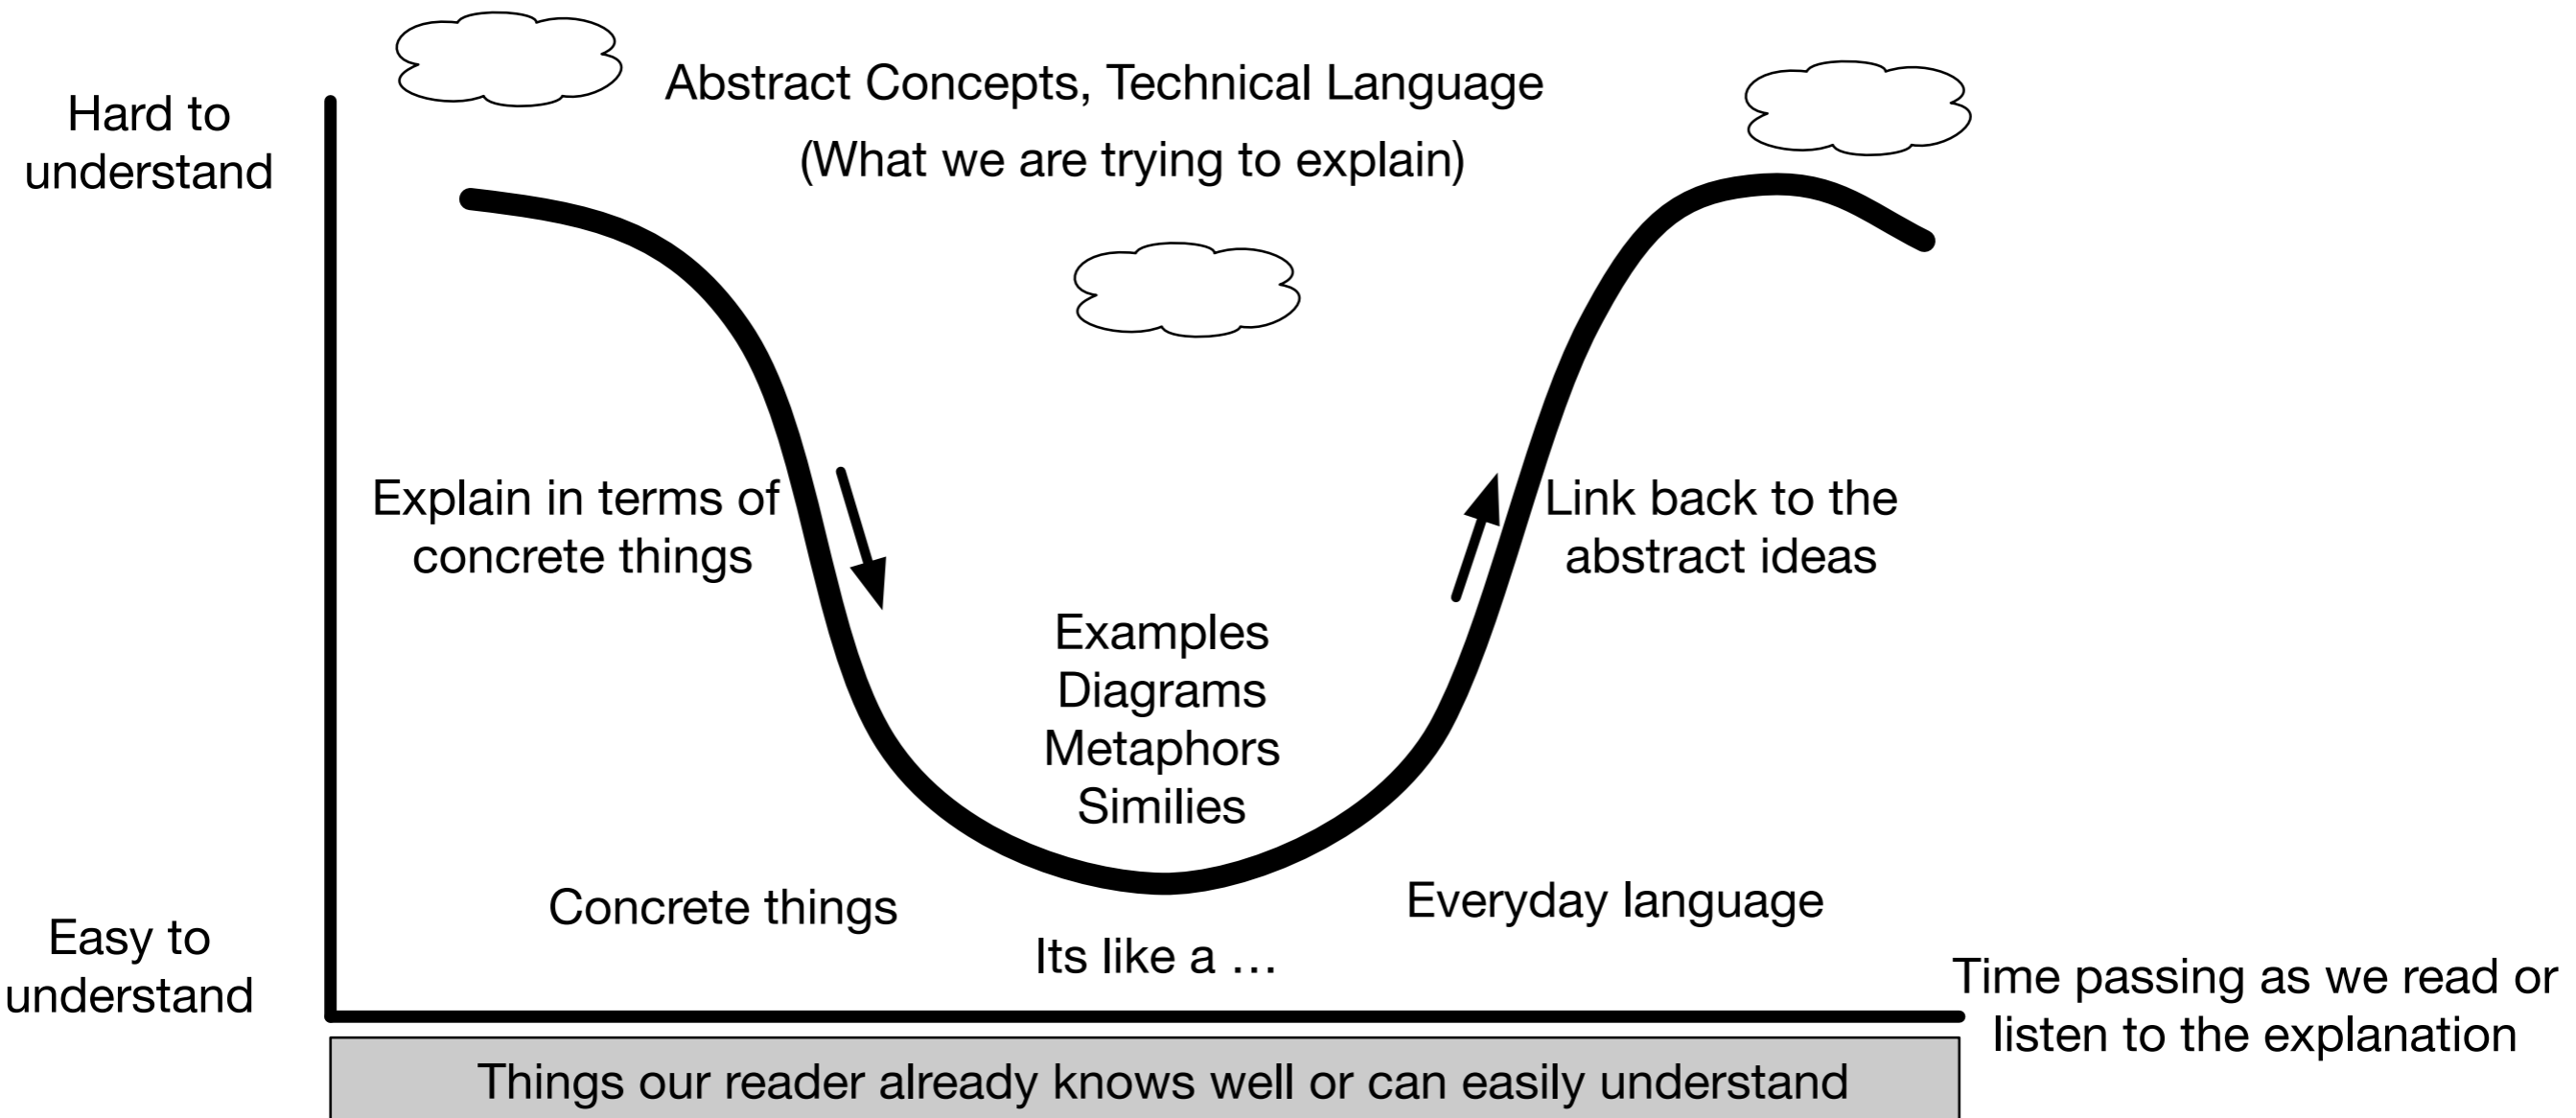 Abstract Concepts, Technical Language
(What we are trying to explain)
Hard to
understand
Explain in terms of
concrete things
Link back to the
abstract ideas
Examples
Diagrams
Metaphors
Similies
Concrete things
Everyday language
Its like a ...
Easy to
understand
Time passing as we read or
listen to the explanation
Things our reader already knows well or can easily understand